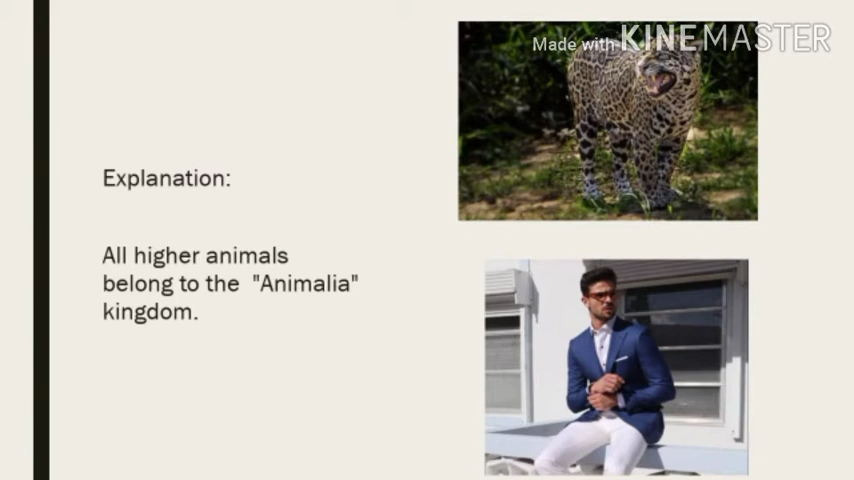 Made with KINEMASTER
Explanation:
All higher animals
belong to the "Animalia"
kingdom.